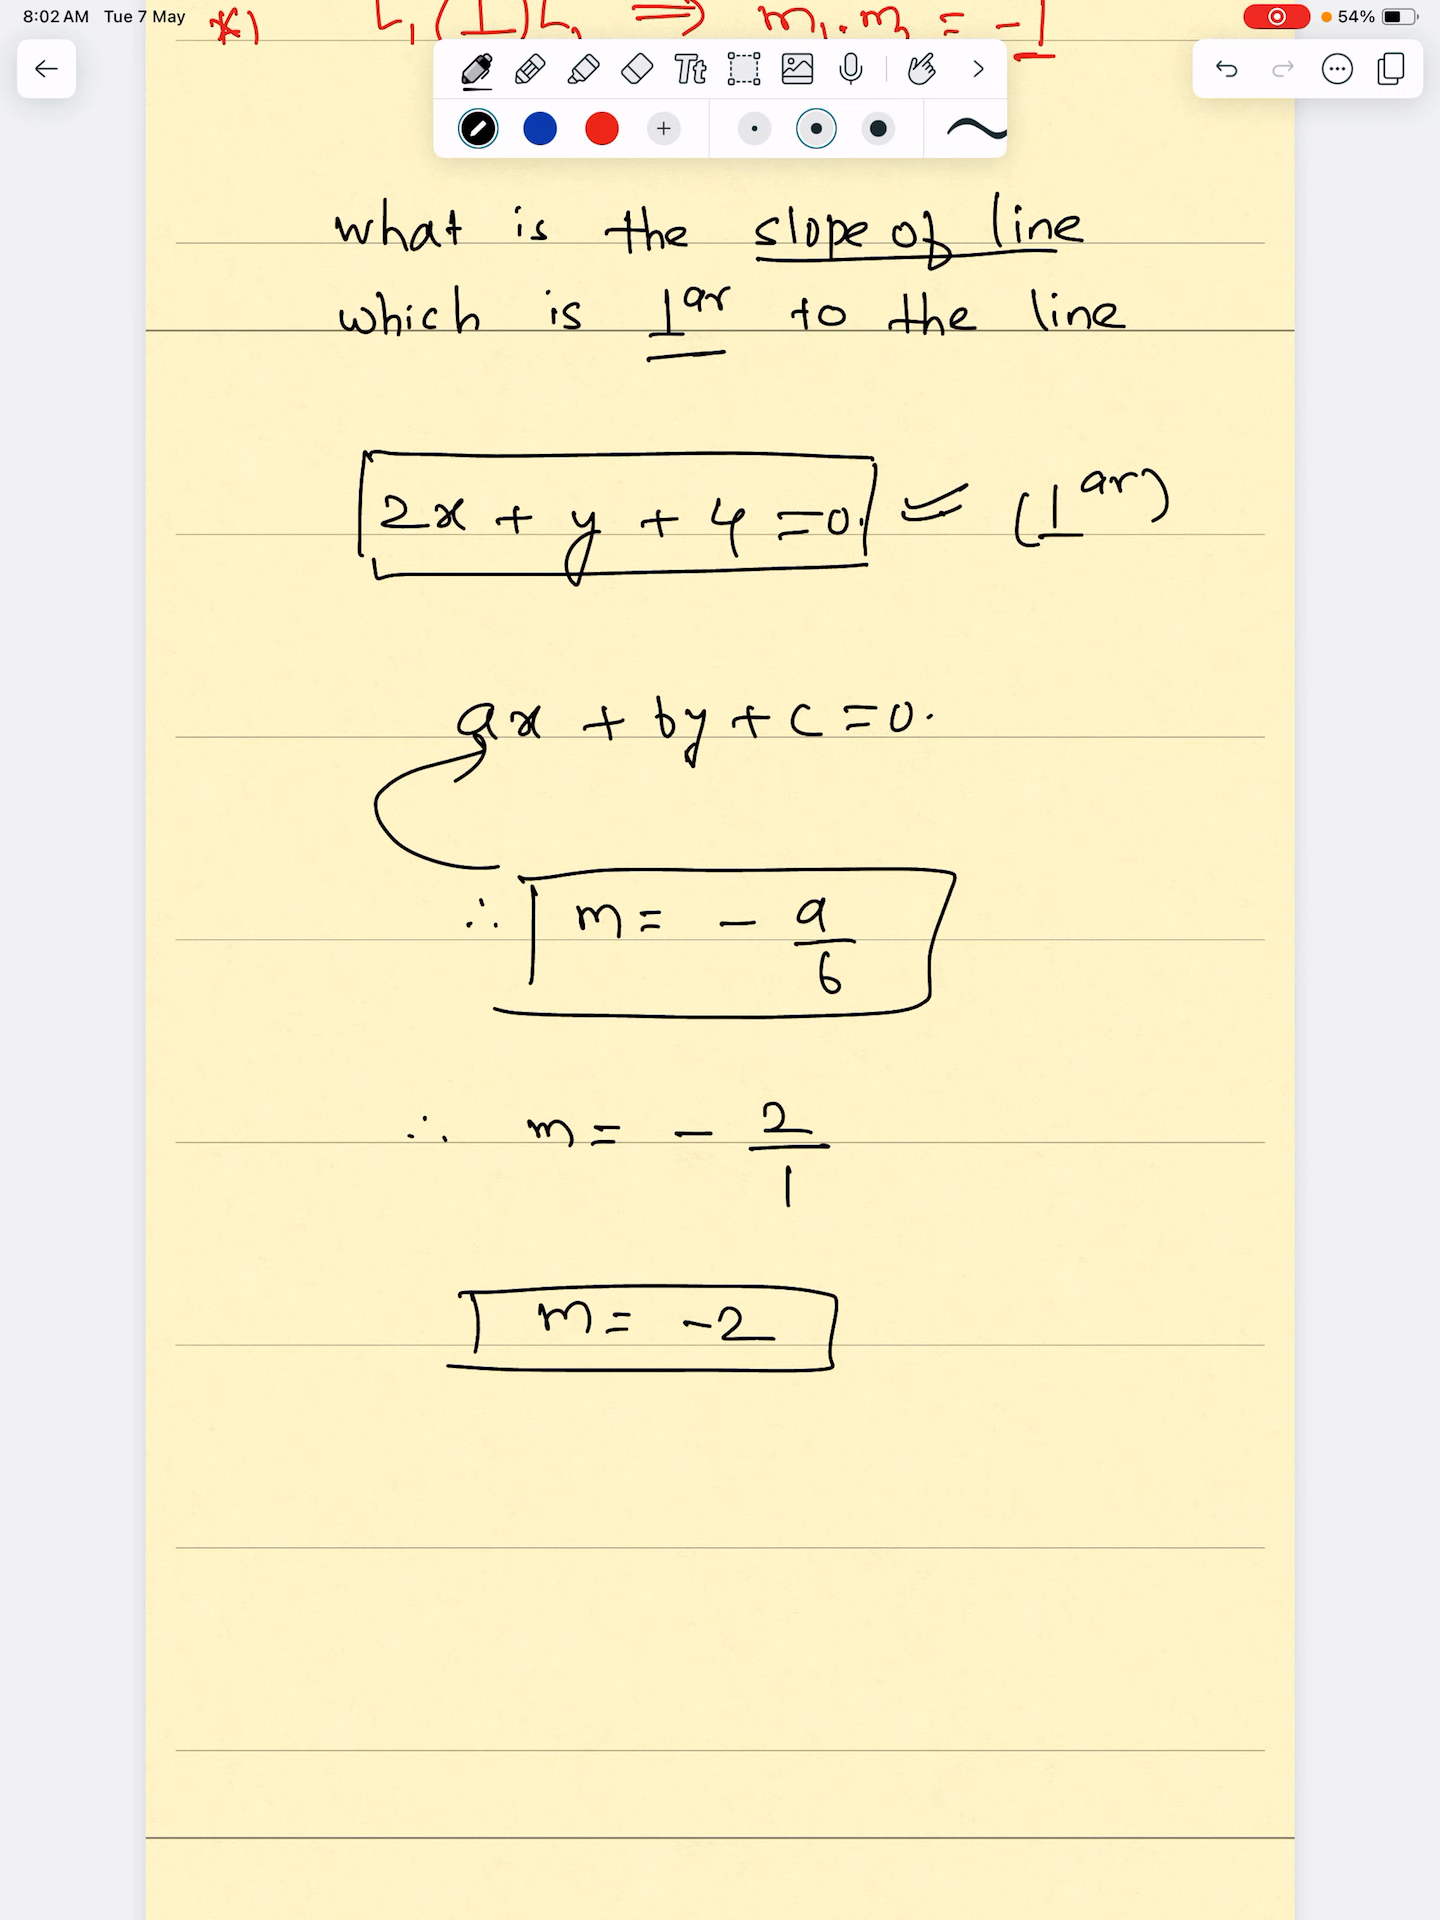 8:02 AM Tue 7 May
54%
*) L₁ (⊥) L₂ ⇒ m₁.m₂ = -1
Tt
what is the slope of line
which is ⊥ᵃʳ to the line
2x + y + 4 = 0. (⊥ᵃʳ)
ax + by + c = 0.
∴ m = - a/b
∴ m = - 2/1
m = -2